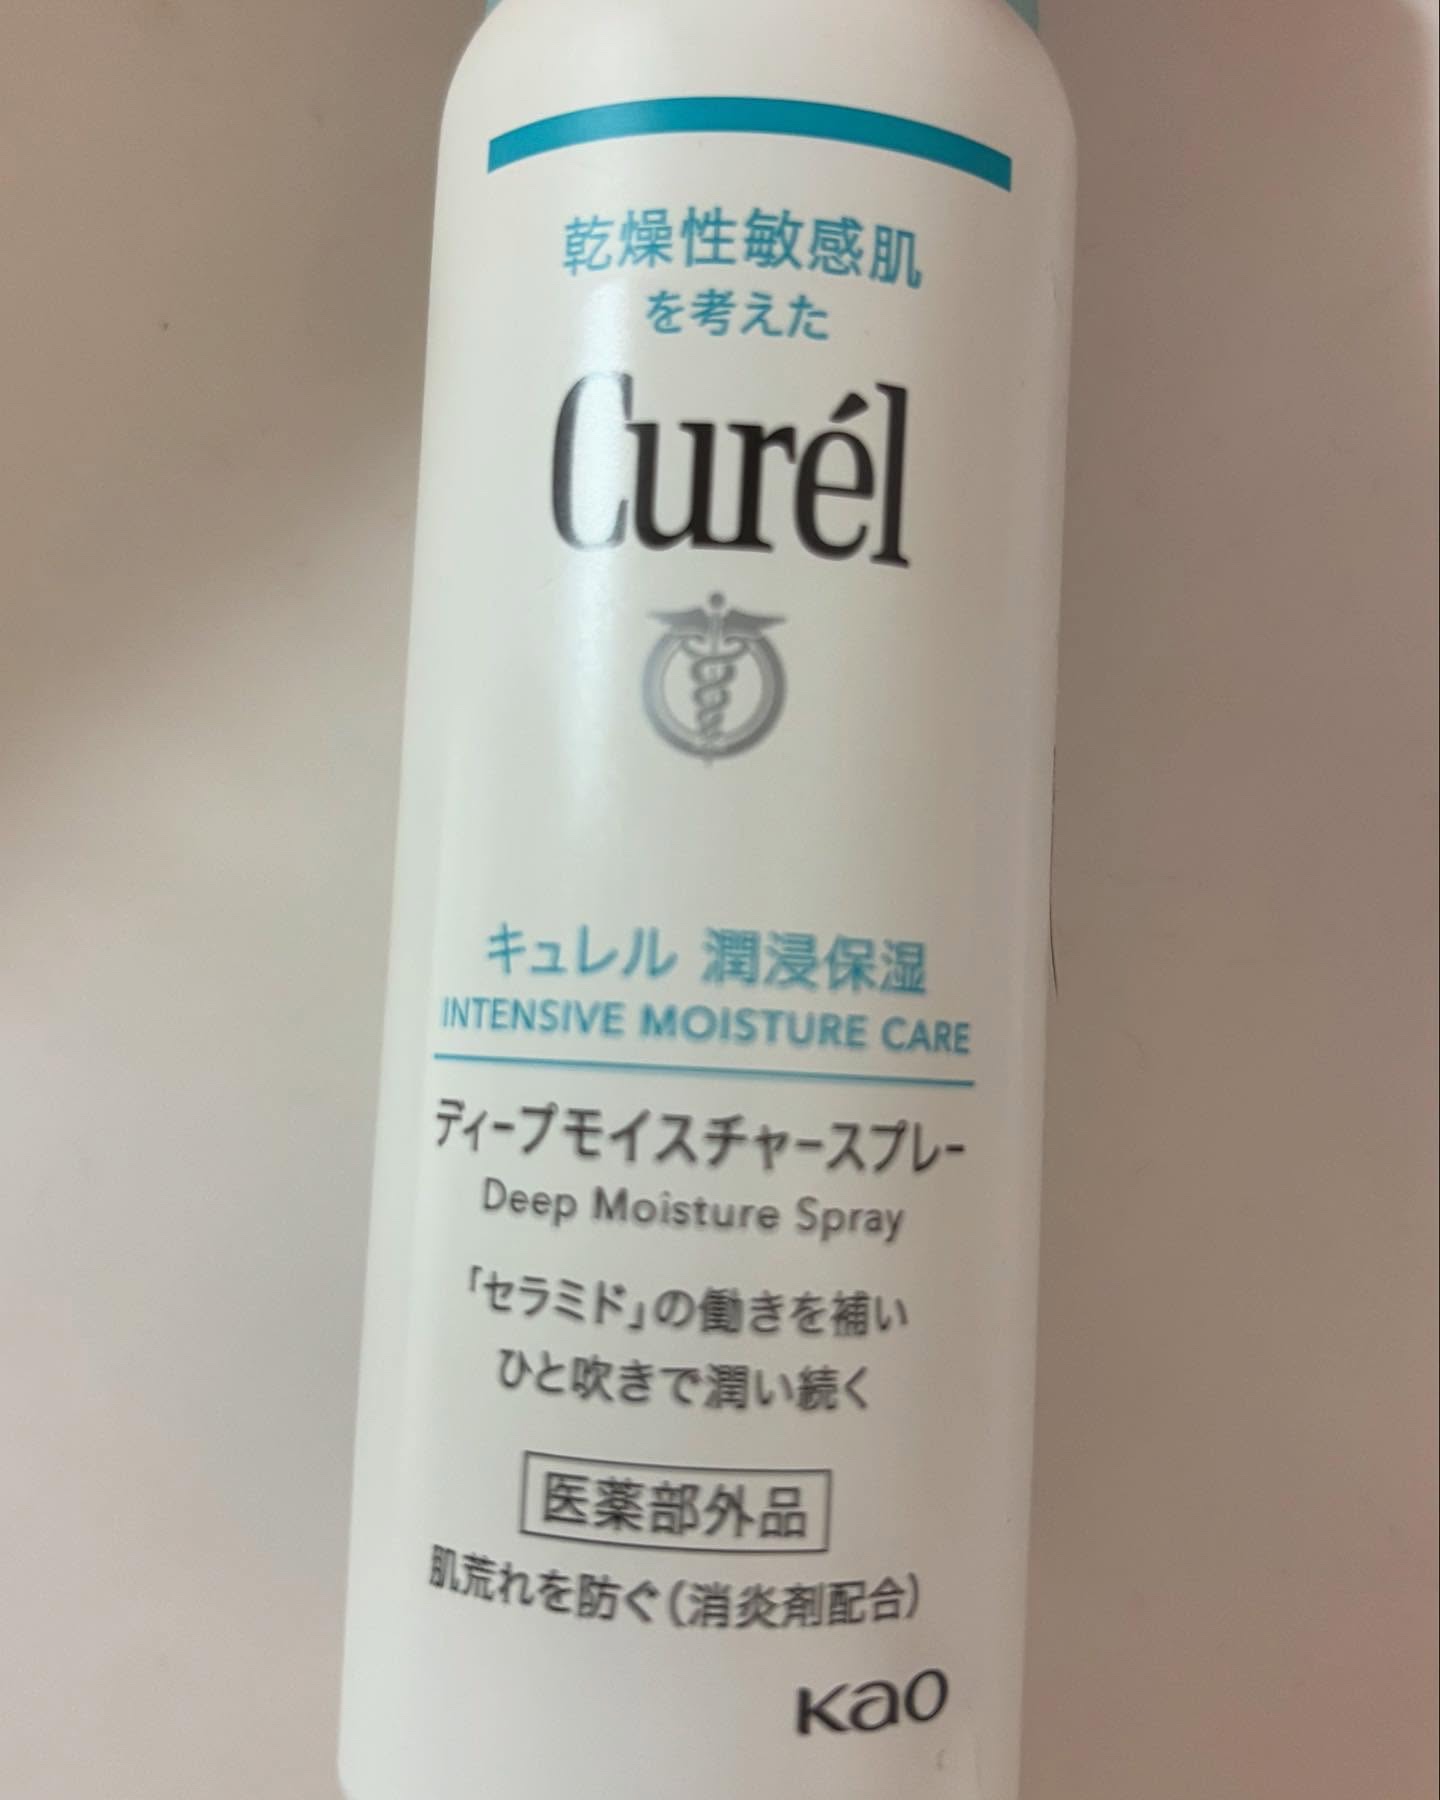 乾燥性敏感肌
を考えた
Curél
キュレル 潤浸保湿
INTENSIVE MOISTURE CARE
ディープモイスチャースプレー
Deep Moisture Spray
「セラミド」の働きを補い
ひと吹きで潤い続く
医薬部外品
肌荒れを防ぐ(消炎剤配合)
Kao